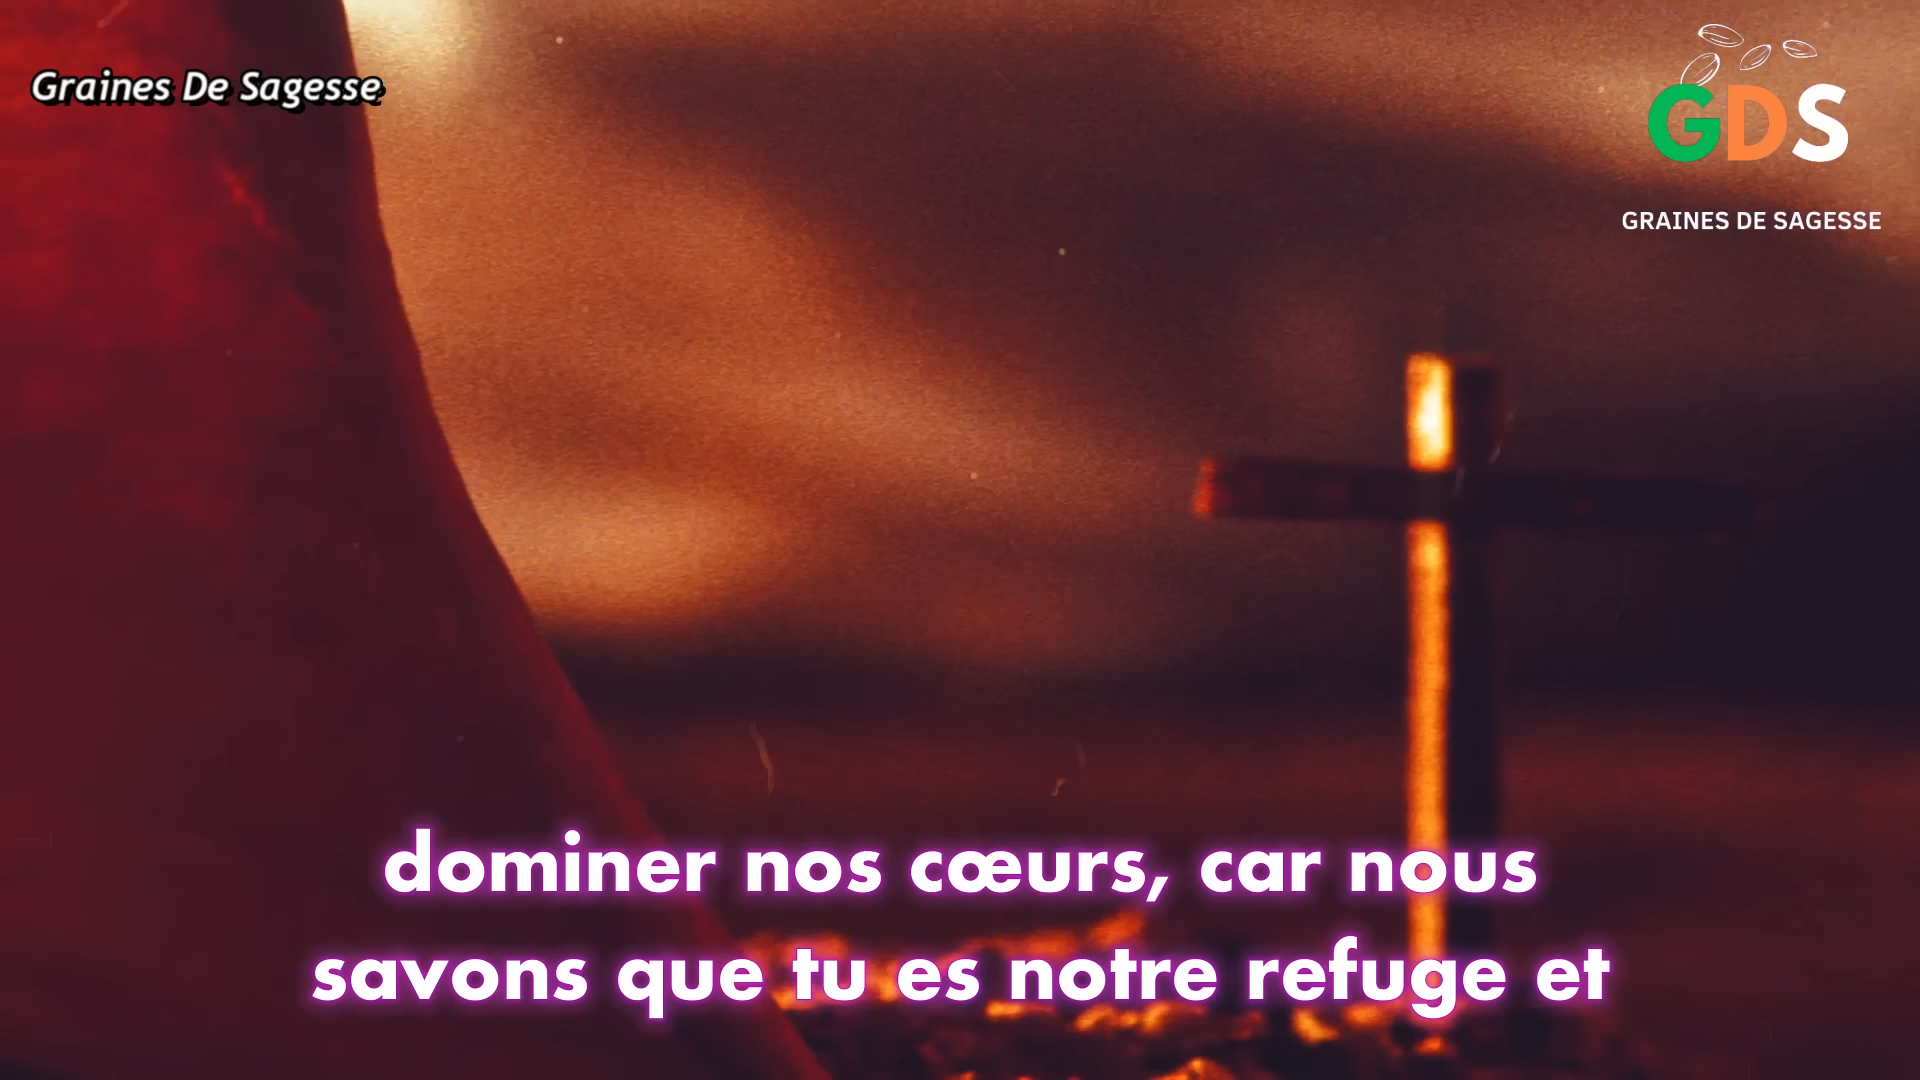 Graines De Sagesse
GDS
GRAINES DE SAGESSE
dominer nos cœurs, car nous
savons que tu es notre refuge et